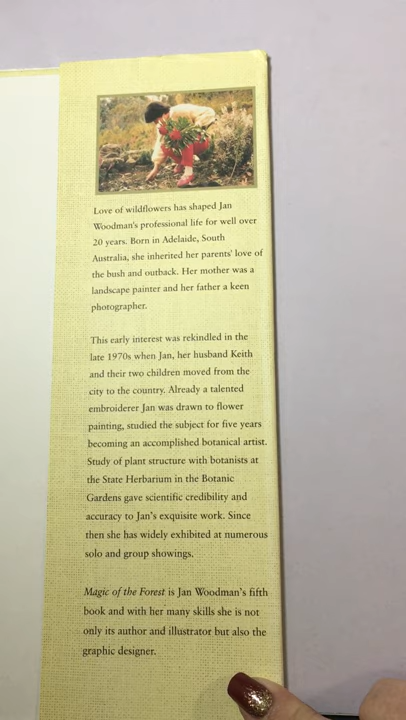 Love of wildflowers has shaped Jan
Woodman's professional life for well over
20 years. Born in Adelaide, South
Australia, she inherited her parents' love of
the bush and outback. Her mother was a
landscape painter and her father a keen
photographer.
This early interest was rekindled in the
late 1970s when Jan, her husband Keith
and their two children moved from the
city to the country. Already a talented
embroiderer Jan was drawn to flower
painting, studied the subject for five years
becoming an accomplished botanical artist.
Study of plant structure with botanists at
the State Herbarium in the Botanic
Gardens gave scientific credibility and
accuracy to Jan's exquisite work. Since
then she has widely exhibited at numerous
solo and group showings.
Magic of the Forest is Jan Woodman's fifth
book and with her many skills she is not
only its author and illustrator but also the
graphic designer.